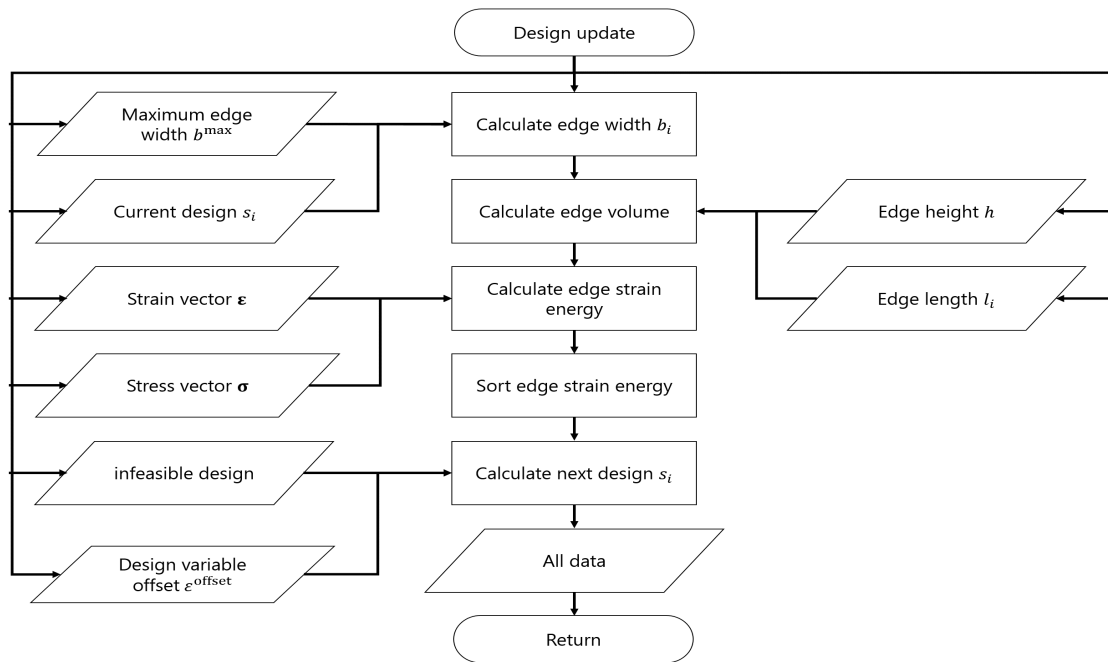 Design update
Maximum edge
width b^max
Calculate edge width b_i
Current design s_i
Calculate edge volume
Edge height h
Strain vector ε
Calculate edge strain
energy
Edge length l_i
Stress vector σ
Sort edge strain energy
infeasible design
Calculate next design s_i
Design variable
offset ε^offset
All data
Return